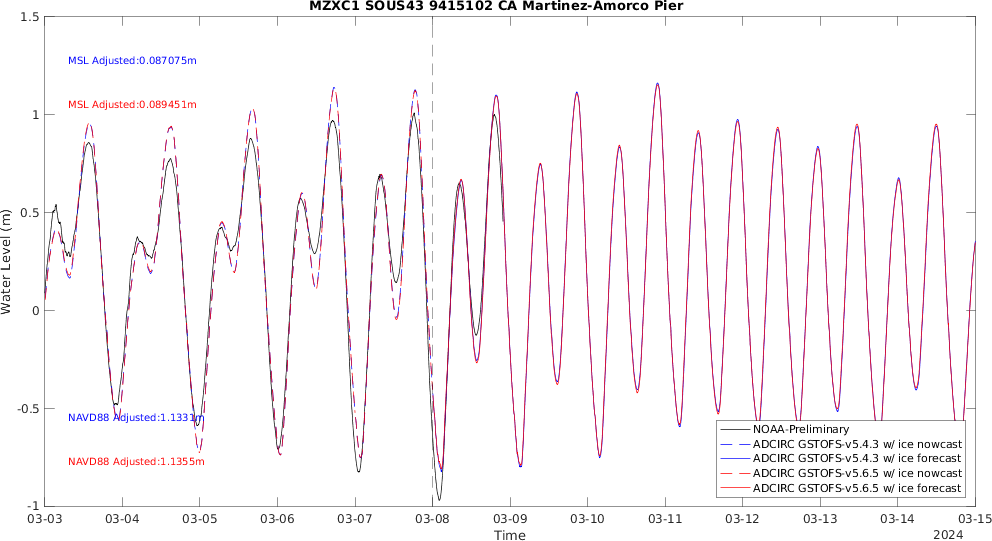 MZXC1 SOUS43 9415102 CA Martinez-Amorco Pier
1.5
1
0.5
0
-0.5
-1
Water Level (m)
MSL Adjusted:0.087075m
MSL Adjusted:0.089451m
NAVD88 Adjusted:1.1331m
NAVD88 Adjusted:1.1355m
NOAA-Preliminary
ADCIRC GSTOFS-v5.4.3 w/ ice nowcast
ADCIRC GSTOFS-v5.4.3 w/ ice forecast
ADCIRC GSTOFS-v5.6.5 w/ ice nowcast
ADCIRC GSTOFS-v5.6.5 w/ ice forecast
03-03 03-04 03-05 03-06 03-07 03-08 03-09 03-10 03-11 03-12 03-13 03-14 03-15
Time
2024